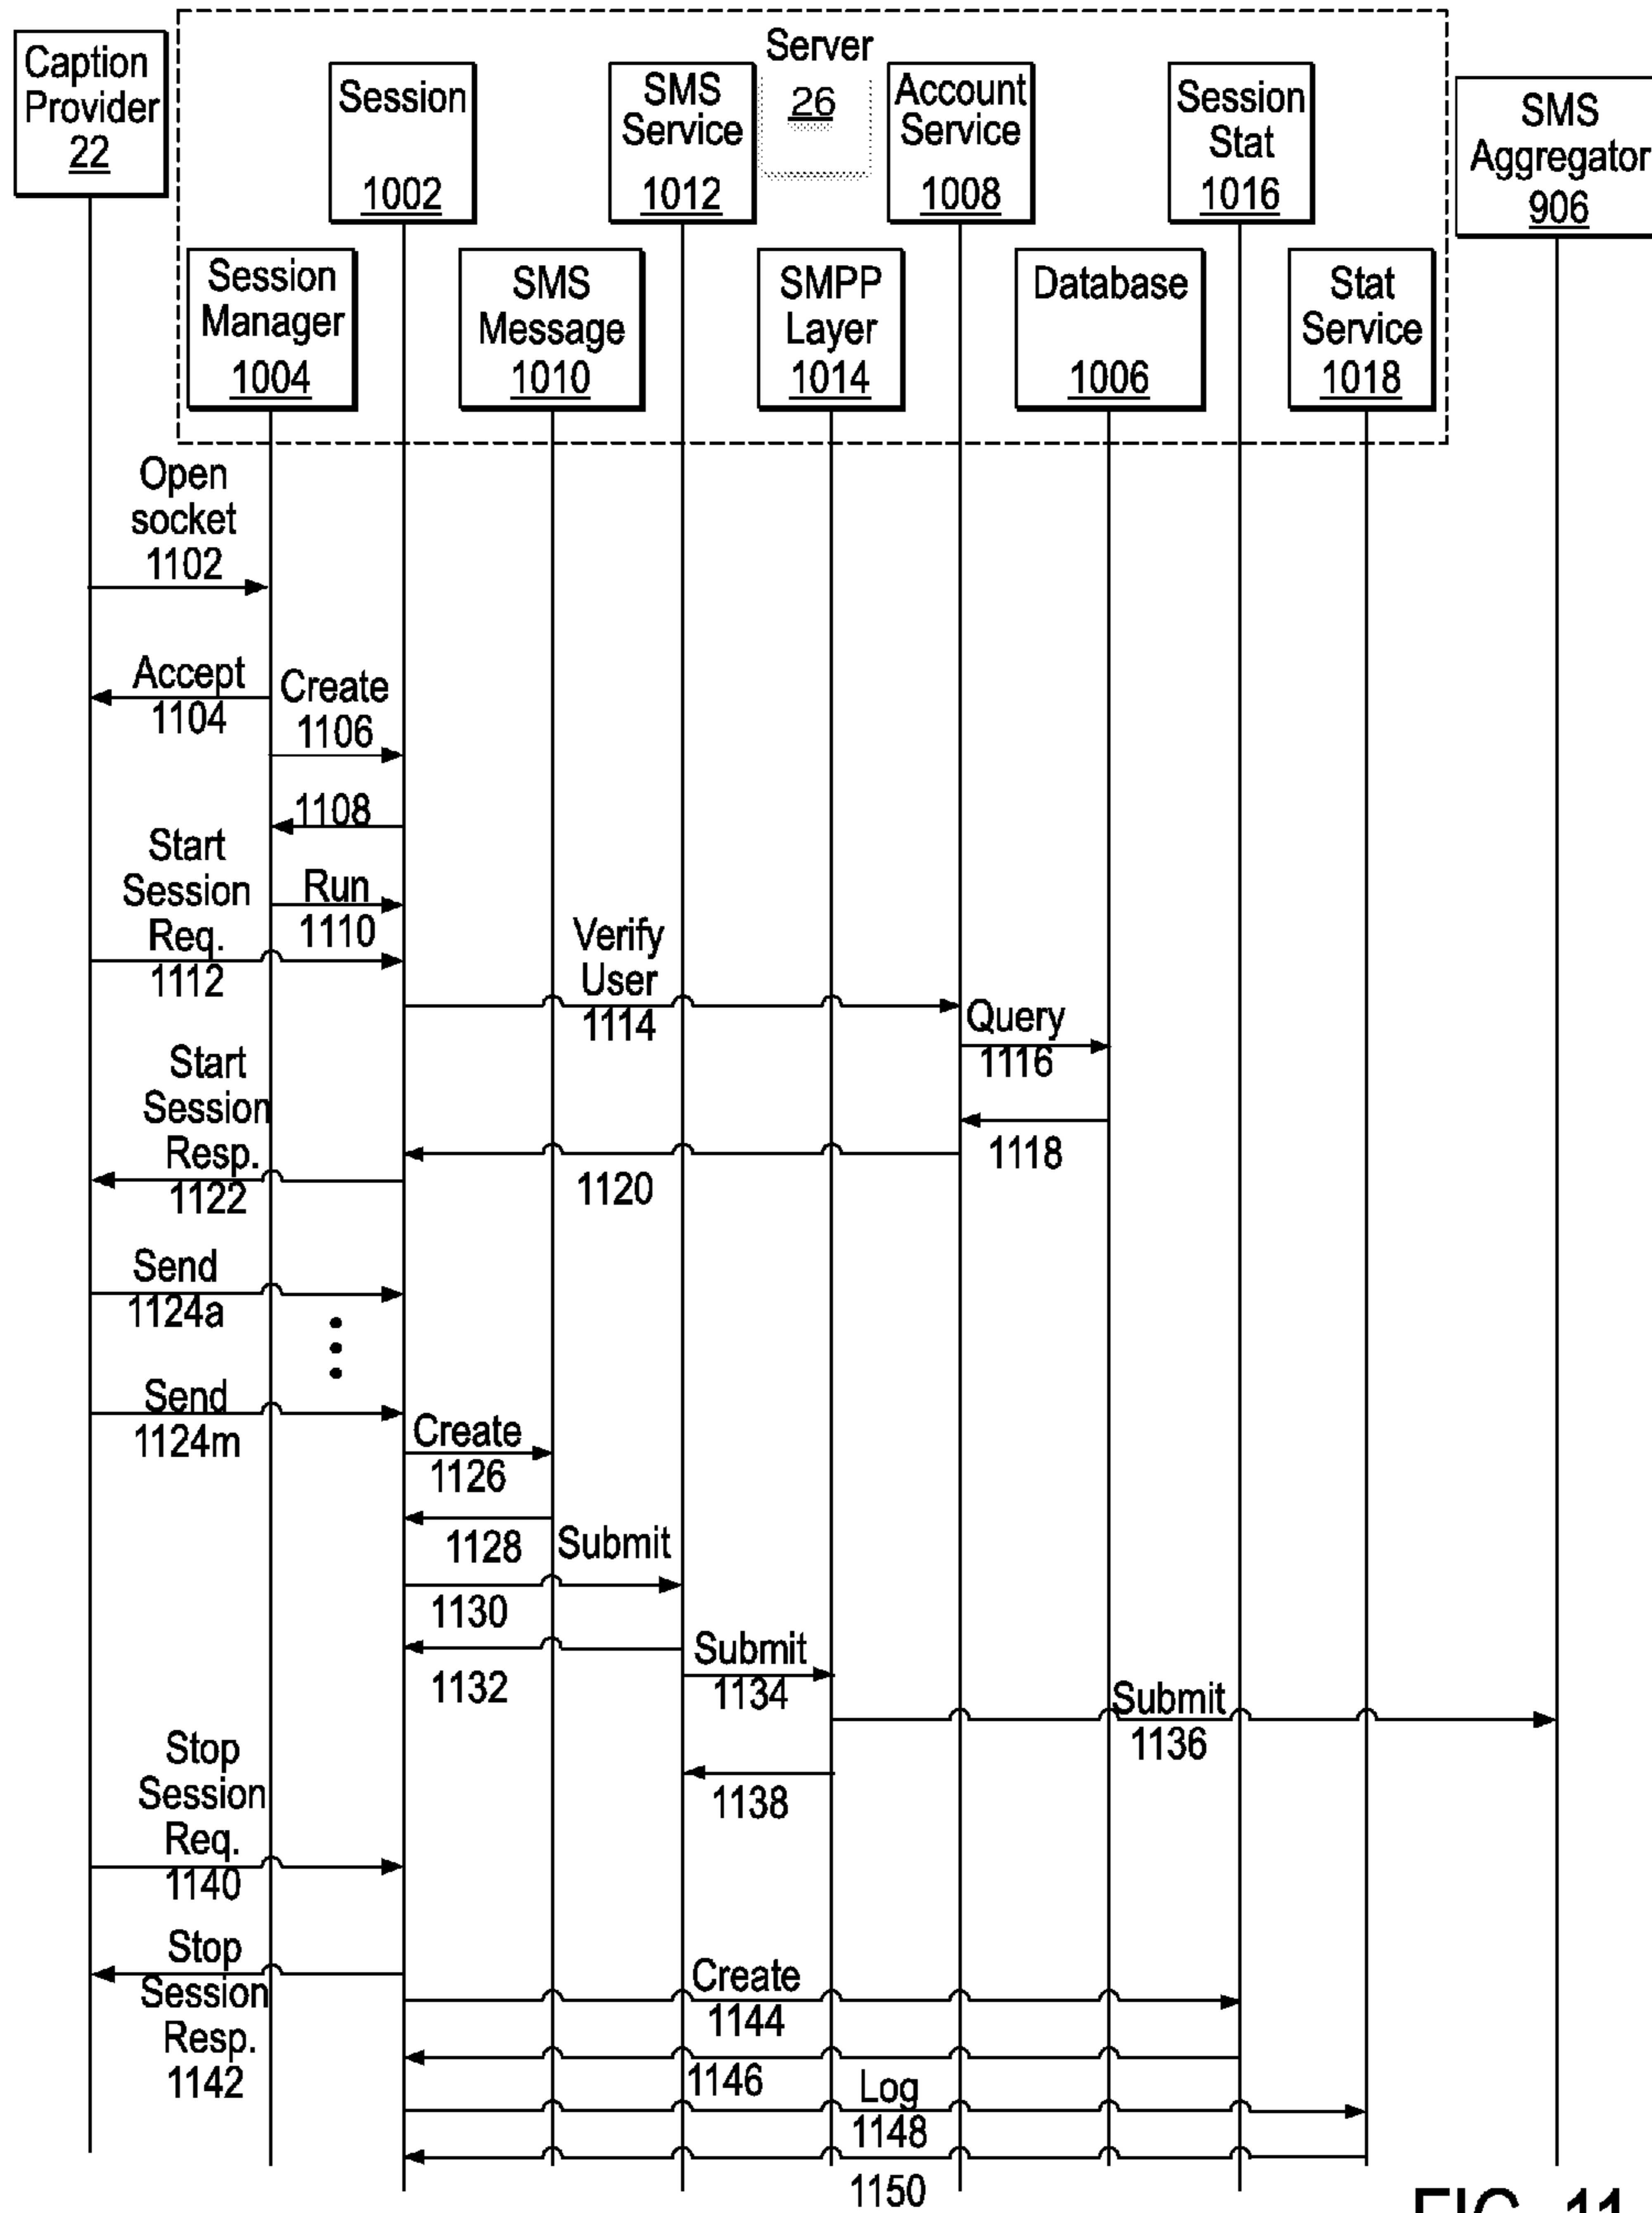 Server
26
Caption
Provider
22
Session
1002
SMS
Service
1012
Account
Service
1008
Session
Stat
1016
SMS
Aggregator
906
Session
Manager
1004
SMS
Message
1010
SMPP
Layer
1014
Database
1006
Stat
Service
1018
Open
socket
1102
Accept
1104
Create
1106
1108
Run
1110
Start
Session
Req.
1112
Verify
User
1114
Query
1116
1118
1120
Start
Session
Resp.
1122
Send
1124a
Send
1124m
Create
1126
1128
Submit
1130
1132
Submit
1134
Submit
1136
1138
Stop
Session
Req.
1140
Stop
Session
Resp.
1142
Create
1144
1146
Log
1148
1150
FIG. 11